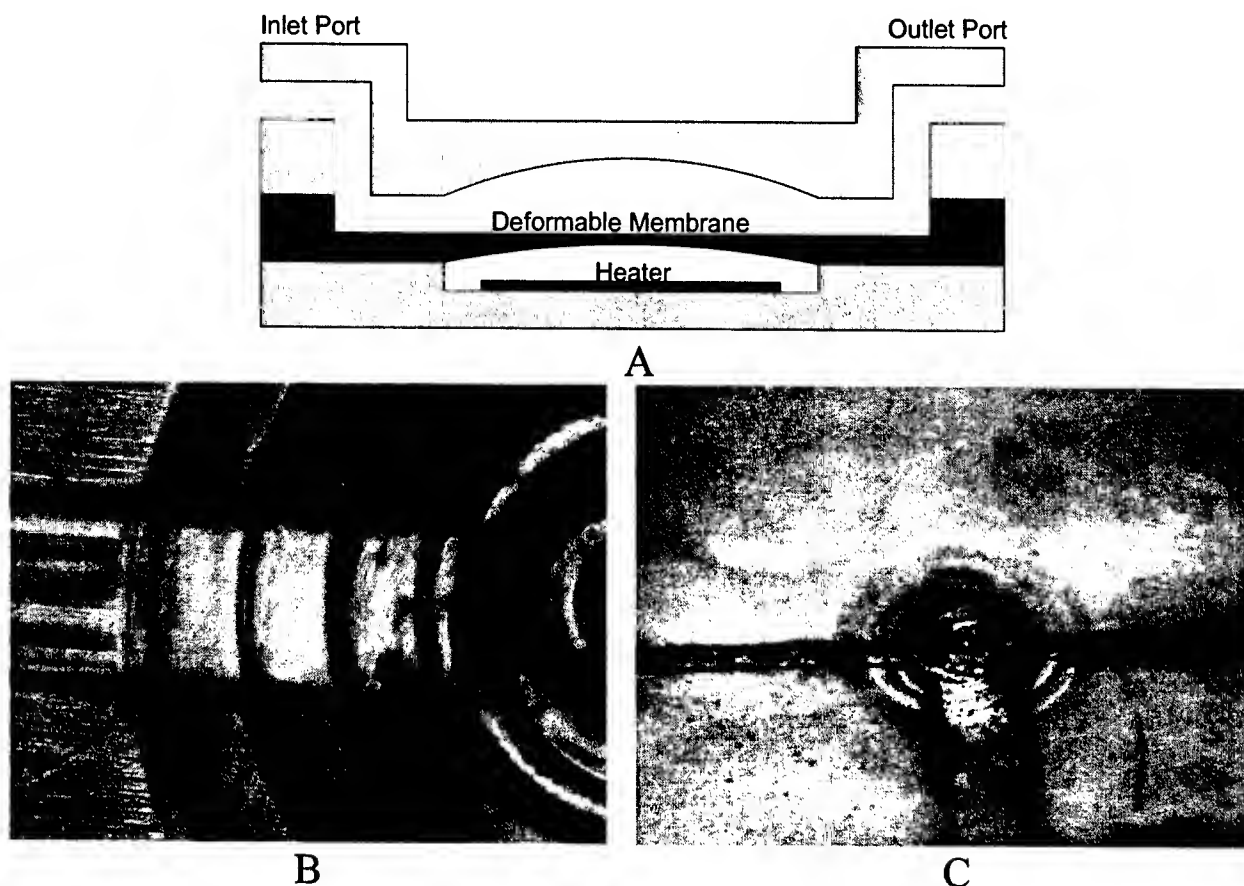 Inlet Port
Outlet Port
Deformable Membrane
Heater
A
B
C